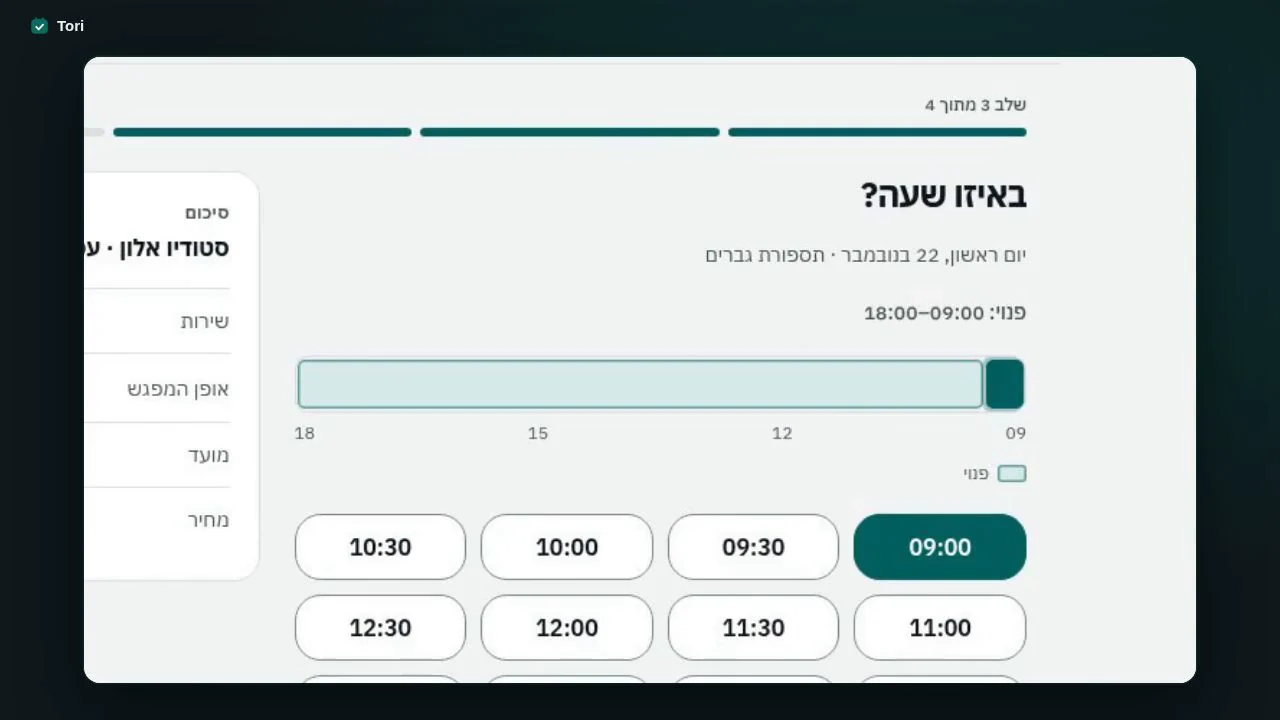 Tori
שלב 3 מתוך 4
באיזו שעה?
יום ראשון, 22 בנובמבר · תספורת גברים
פנוי: 09:00–18:00
09 12 15 18
פנוי
09:00 09:30 10:00 10:30
11:00 11:30 12:00 12:30
סיכום
סטודיו אלון ·
שירות
אופן המפגש
מועד
מחיר